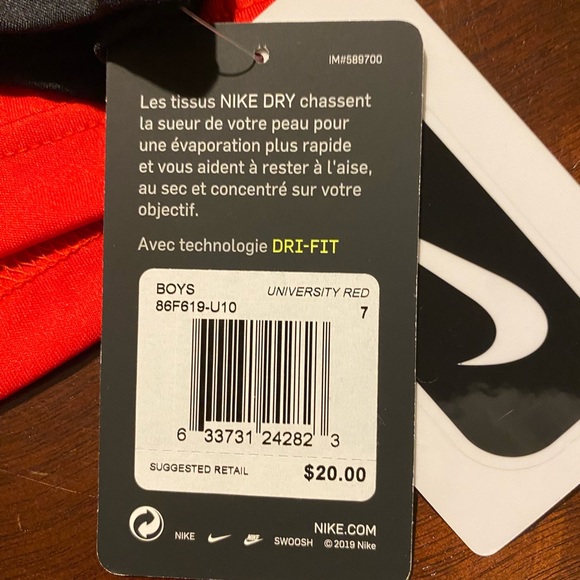 IM#589700
Les tissus NIKE DRY chassent
la sueur de votre peau pour
une évaporation plus rapide
et vous aident à rester à l'aise,
au sec et concentré sur votre
objectif.
Avec technologie DRI-FIT
BOYS UNIVERSITY RED
86F619-U10 7
6 33731 24282 3
SUGGESTED RETAIL $20.00
NIKE.COM
NIKE SWOOSH © 2019 Nike